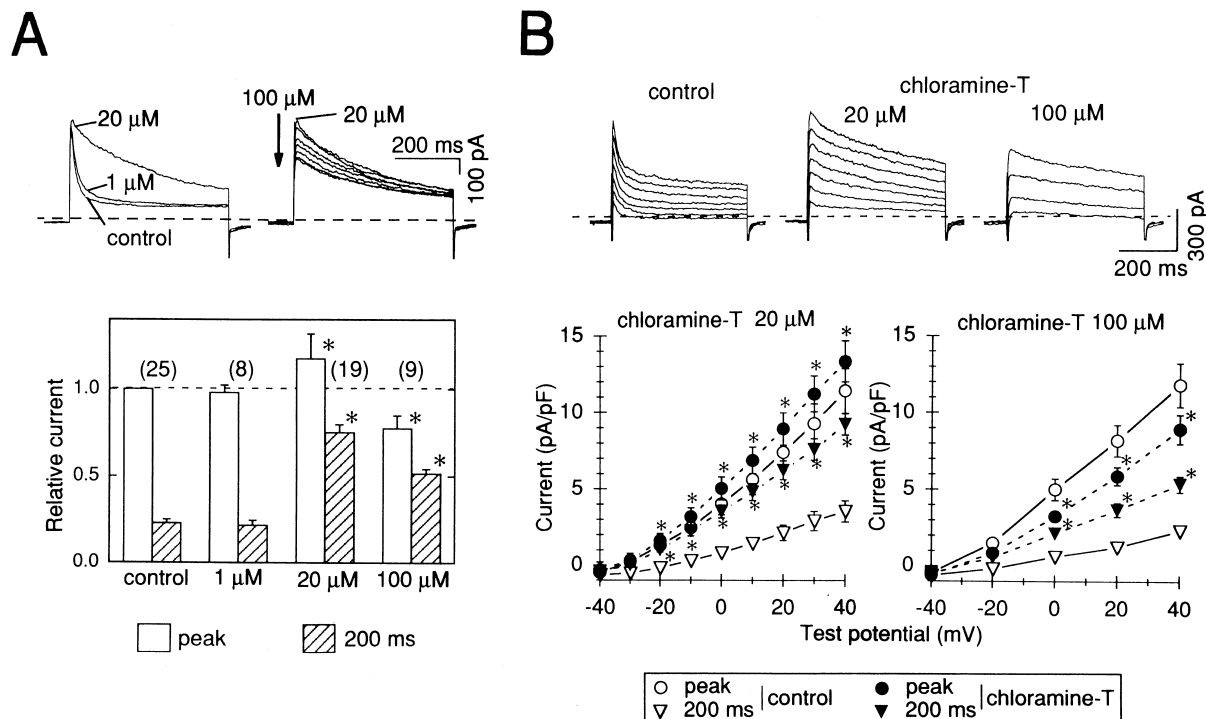 A
20 µM
1 µM
control
100 µM
20 µM
200 ms
100 pA
Relative current
1.0
0.5
0.0
(25)
(8)
*
(19)
*
(9)
*
*
control
1 µM
20 µM
100 µM
peak
200 ms
B
control
chloramine-T
20 µM
100 µM
300 pA
200 ms
chloramine-T 20 µM
Current (pA/pF)
15
10
5
0
* * * * * * *
* * * * * * *
-40
-20
0
20
40
chloramine-T 100 µM
Current (pA/pF)
15
10
5
0
* * *
* * *
-40
-20
0
20
40
Test potential (mV)
peak
200 ms
control
peak
200 ms
chloramine-T